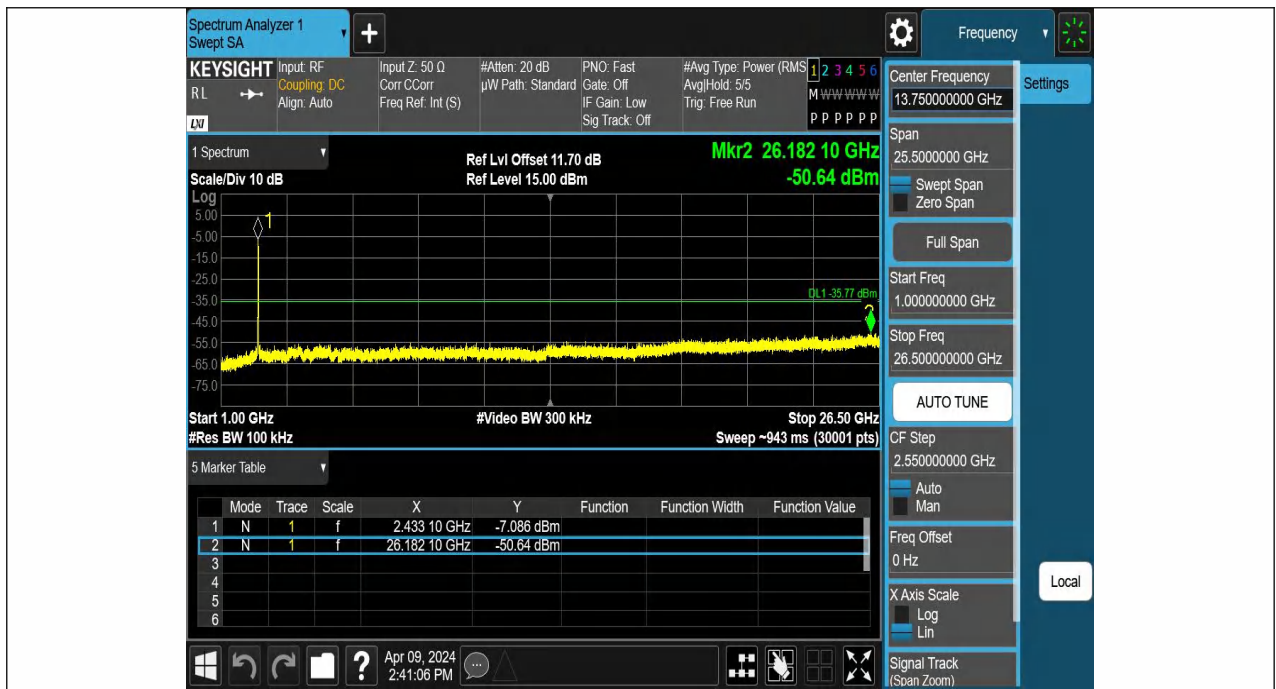 Spectrum Analyzer 1
Swept SA
+
Frequency
KEYSIGHT
RL
LXI
Input: RF
Coupling: DC
Align: Auto
Input Z: 50 Ω
Corr CCorr
Freq Ref: Int (S)
#Atten: 20 dB
µW Path: Standard
PNO: Fast
Gate: Off
IF Gain: Low
Sig Track: Off
#Avg Type: Power (RMS
Avg|Hold: 5/5
Trig: Free Run
1 2 3 4 5 6
M W W W W W
P P P P P P
1 Spectrum
Scale/Div 10 dB
Ref Lvl Offset 11.70 dB
Ref Level 15.00 dBm
Mkr2 26.182 10 GHz
-50.64 dBm
Log
5.00
-5.00
-15.0
-25.0
-35.0
-45.0
-55.0
-65.0
-75.0
1
DL1 -35.77 dBm
Start 1.00 GHz
#Video BW 300 kHz
Stop 26.50 GHz
#Res BW 100 kHz
Sweep ~943 ms (30001 pts)
5 Marker Table
Mode Trace Scale X Y Function Function Width Function Value
1 N 1 f 2.433 10 GHz -7.086 dBm
2 N 1 f 26.182 10 GHz -50.64 dBm
3
4
5
6
?
Apr 09, 2024
2:41:06 PM
Center Frequency
13.750000000 GHz
Settings
Span
25.5000000 GHz
Swept Span
Zero Span
Full Span
Start Freq
1.000000000 GHz
Stop Freq
26.500000000 GHz
AUTO TUNE
CF Step
2.550000000 GHz
Auto
Man
Freq Offset
0 Hz
Local
X Axis Scale
Log
Lin
Signal Track
(Span Zoom)